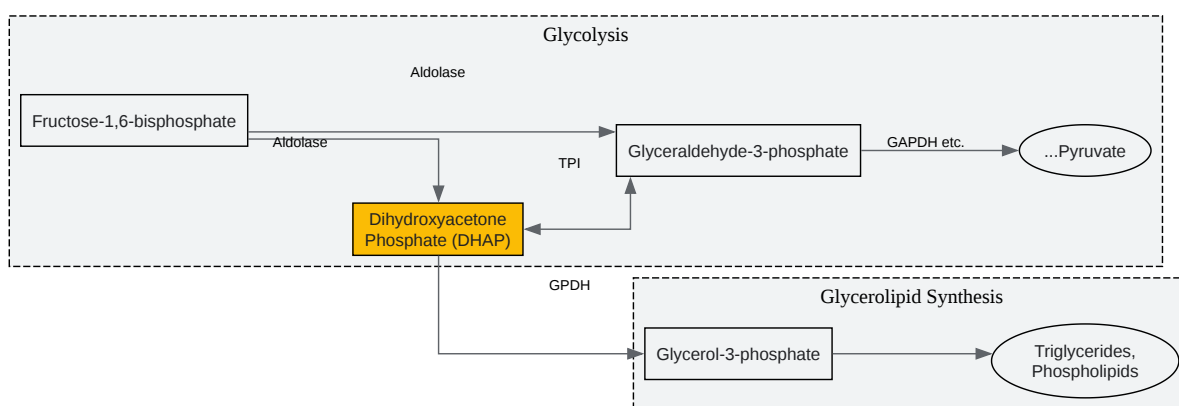 Glycolysis
Aldolase
Fructose-1,6-bisphosphate
Aldolase
TPI
Glyceraldehyde-3-phosphate
GAPDH etc.
...Pyruvate
Dihydroxyacetone
Phosphate (DHAP)
GPDH
Glycerolipid Synthesis
Glycerol-3-phosphate
Triglycerides,
Phospholipids